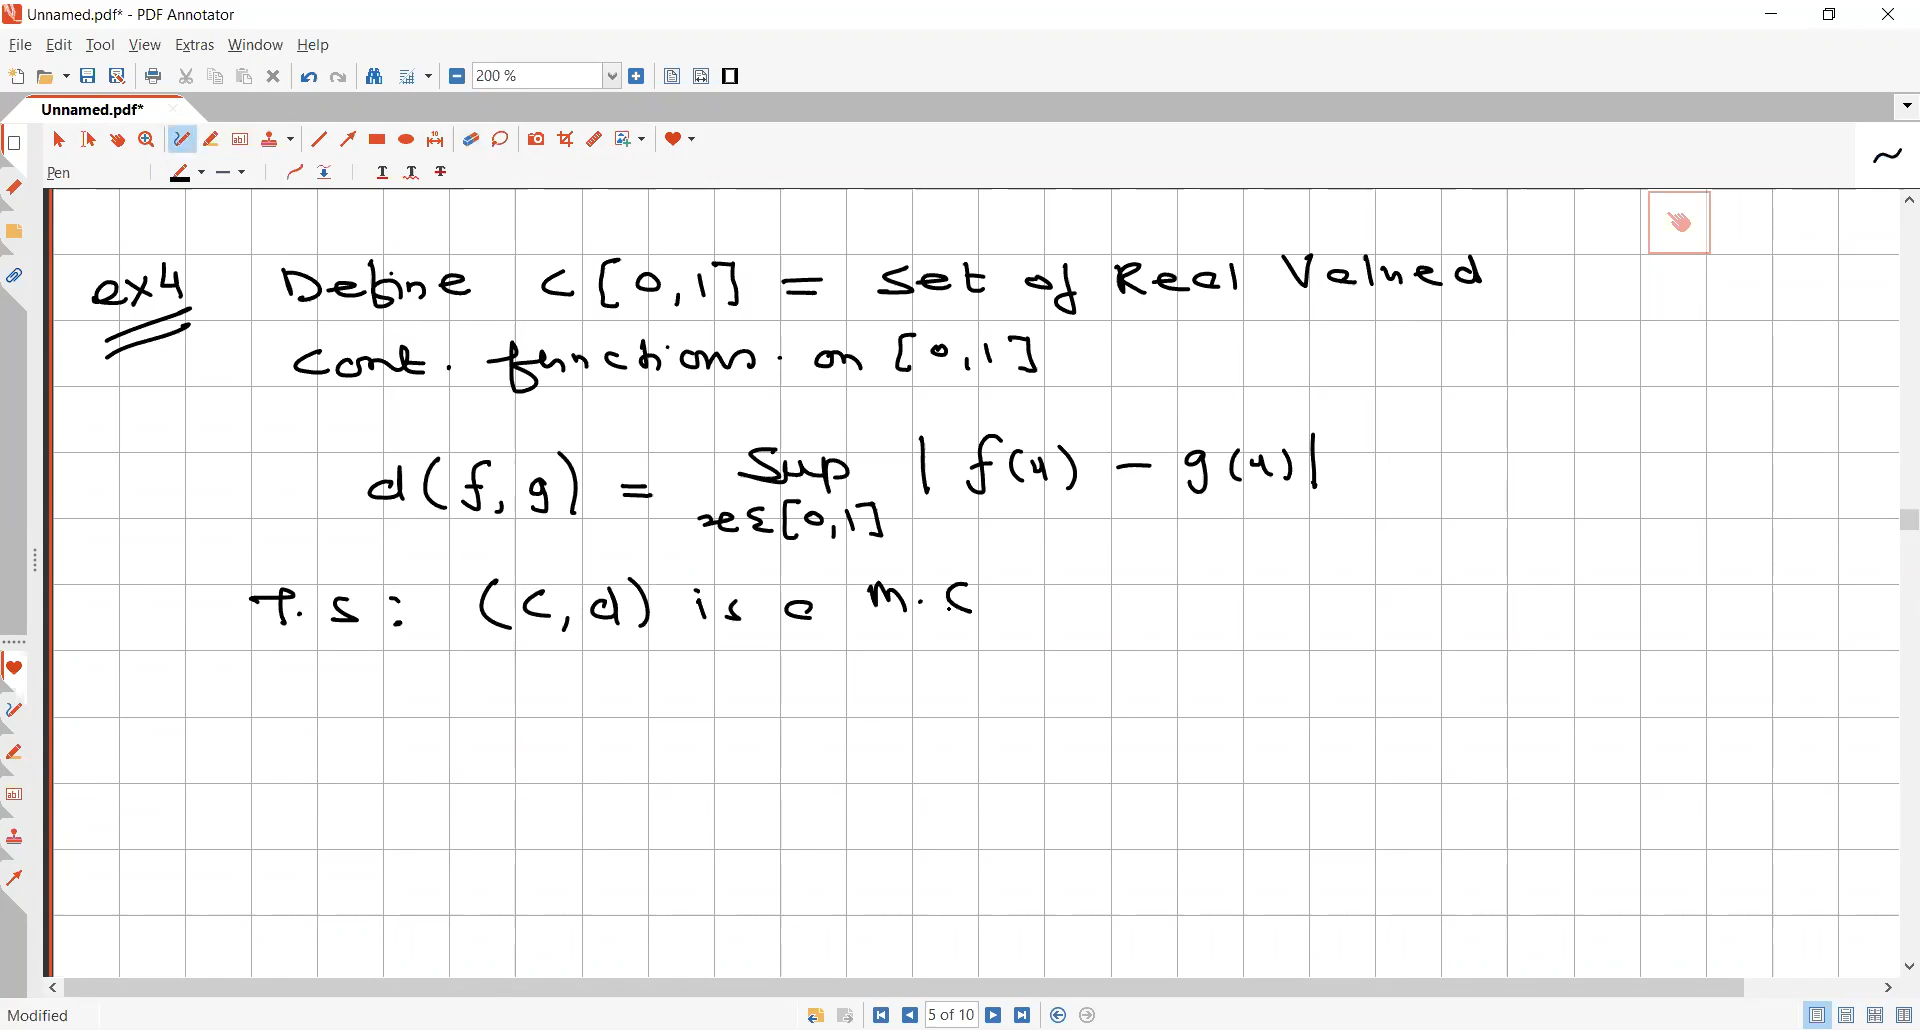 Unnamed.pdf* - PDF Annotator
File Edit Tool View Extras Window Help
200 %
Unnamed.pdf*
Pen
ex4 Define C [0,1] = set of Real Valued
cont. functions. on [0,1]
d(f,g) = Sup | f(x) - g(x) |
x∈[0,1]
T.S: (C,d) is a M.C
Modified
5 of 10